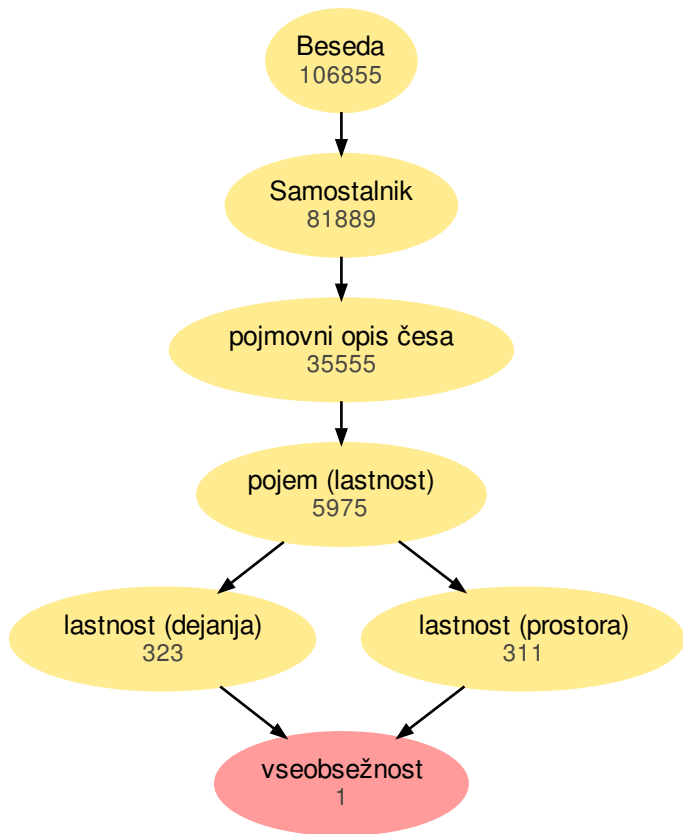 Beseda
106855
Samostalnik
81889
pojmovni opis česa
35555
pojem (lastnost)
5975
lastnost (dejanja)
323
lastnost (prostora)
311
vseobsežnost
1